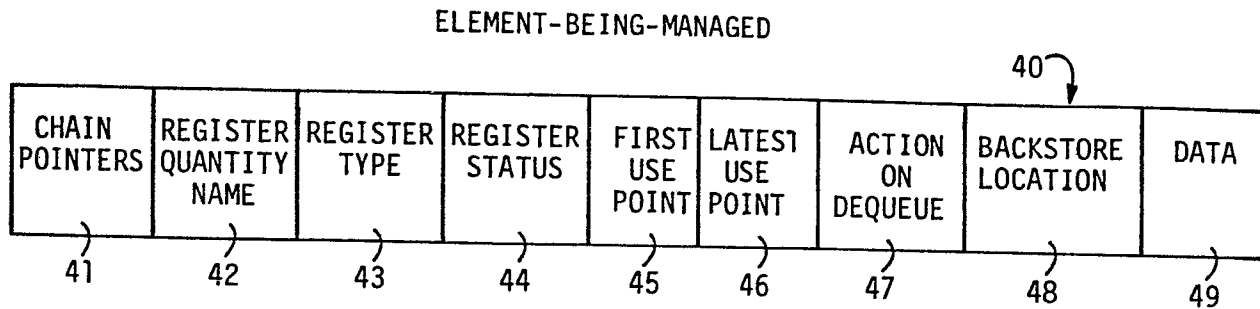 ELEMENT-BEING-MANAGED
40
CHAIN
POINTERS
REGISTER
QUANTITY
NAME
REGISTER
TYPE
REGISTER
STATUS
FIRST
USE
POINT
LATEST
USE
POINT
ACTION
ON
DEQUEUE
BACKSTORE
LOCATION
DATA
41
42
43
44
45
46
47
48
49